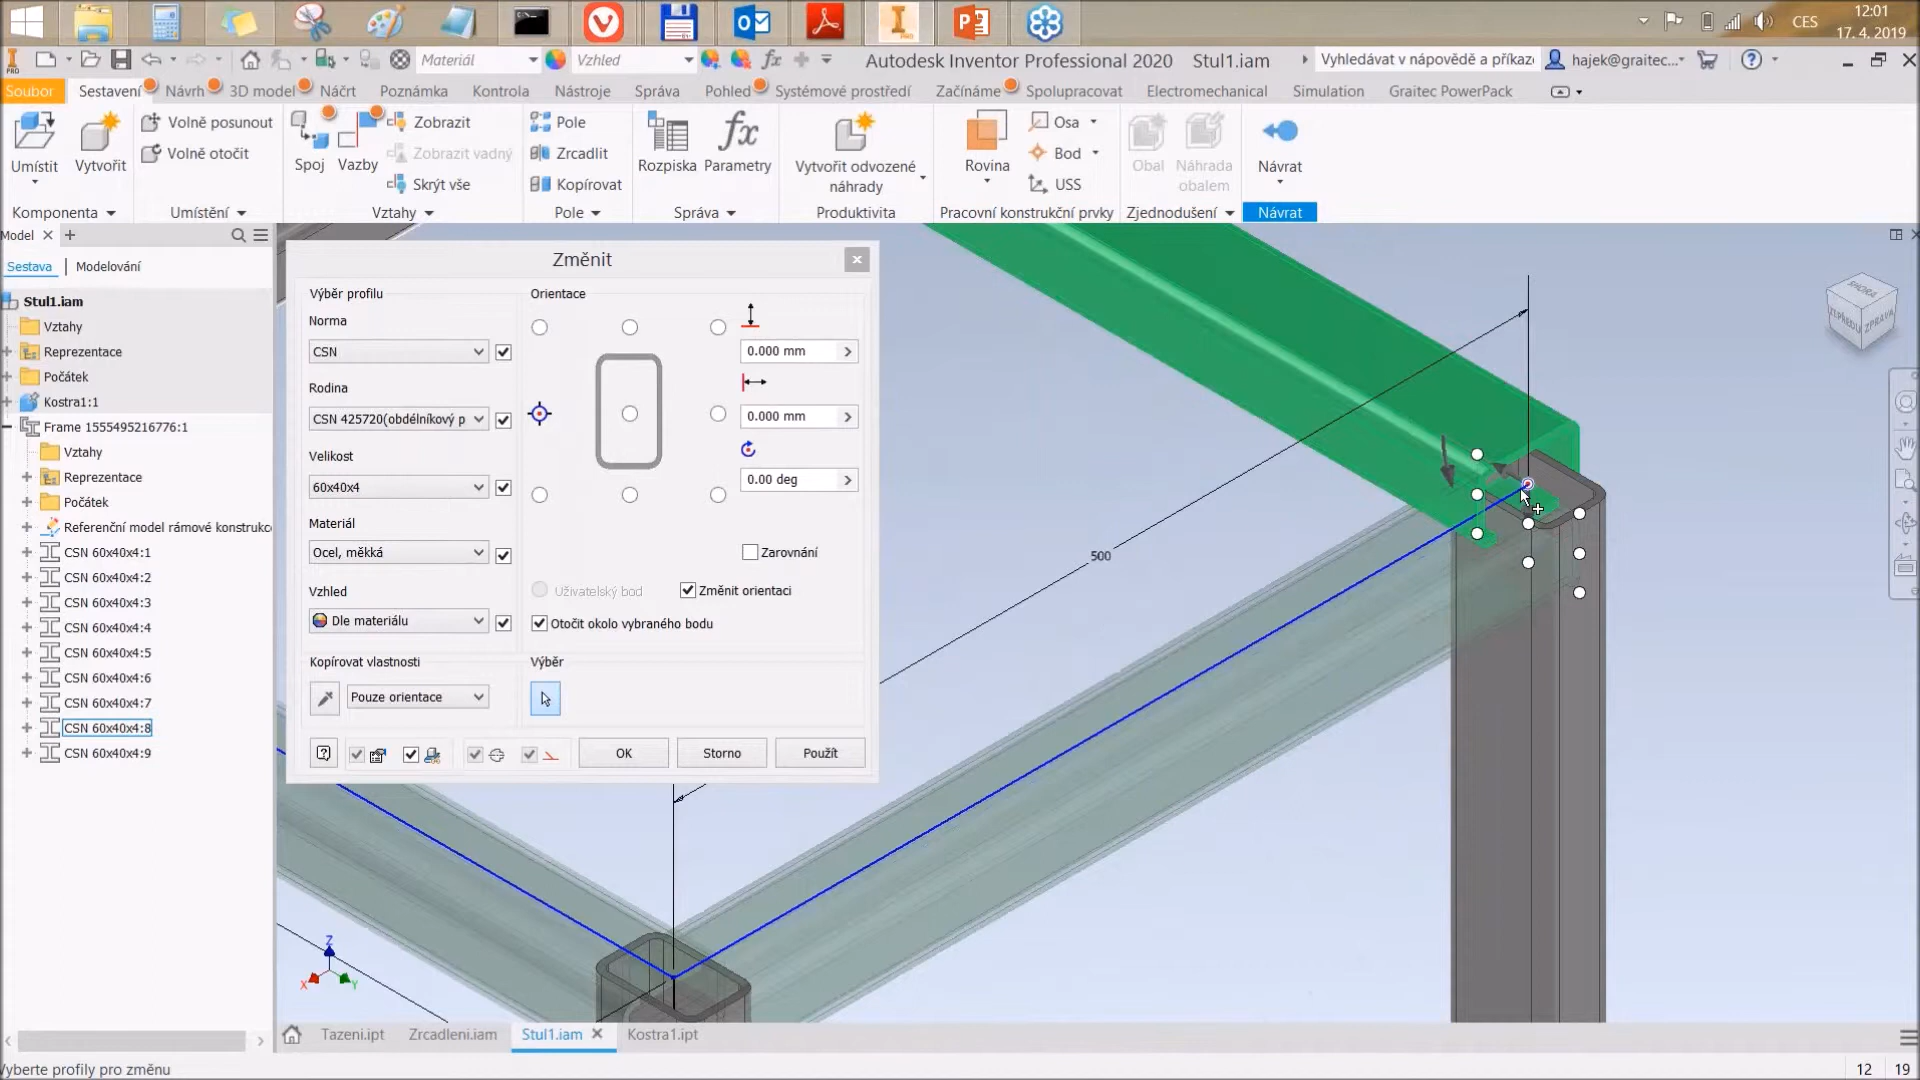 12:01
CES
17. 4. 2019
PRO
Materiál
Vzhled
Autodesk Inventor Professional 2020
Stul1.iam
Vyhledávat v nápovědě a příkaz
hajek@graitec...
Soubor
Sestavení
Návrh
3D model
Náčrt
Poznámka
Kontrola
Nástroje
Správa
Pohled
Systémové prostředí
Začínáme
Spolupracovat
Electromechanical
Simulation
Graitec PowerPack
Umístit
Vytvořit
Volně posunout
Volně otočit
Spoj
Vazby
Zobrazit
Zobrazit vadný
Skrýt vše
Pole
Zrcadlit
Kopírovat
Rozpiska
Parametry
Vytvořit odvozené
náhrady
Rovina
Osa
Bod
USS
Obal
Náhrada
obalem
Návrat
Komponenta
Umístění
Vztahy
Pole
Správa
Produktivita
Pracovní konstrukční prvky
Zjednodušení
Návrat
Model
Sestava
Modelování
Stul1.iam
Vztahy
Reprezentace
Počátek
Kostra1:1
Frame 1555495216776:1
Vztahy
Reprezentace
Počátek
Referenční model rámové konstrukc
CSN 60x40x4:1
CSN 60x40x4:2
CSN 60x40x4:3
CSN 60x40x4:4
CSN 60x40x4:5
CSN 60x40x4:6
CSN 60x40x4:7
CSN 60x40x4:8
CSN 60x40x4:9
Změnit
Výběr profilu
Norma
CSN
Rodina
CSN 425720(obdélníkový p
Velikost
60x40x4
Materiál
Ocel, měkká
Vzhled
Dle materiálu
Kopírovat vlastnosti
Pouze orientace
Orientace
0.000 mm
0.000 mm
0.00 deg
Zarovnání
Uživatelský bod
Změnit orientaci
Otočit okolo vybraného bodu
Výběr
OK
Storno
Použít
500
SHORA
ZEPŘEDU
ZPRAVA
Z
X
Y
Tazeni.ipt
Zrcadleni.iam
Stul1.iam
Kostra1.ipt
Vyberte profily pro změnu
12
19